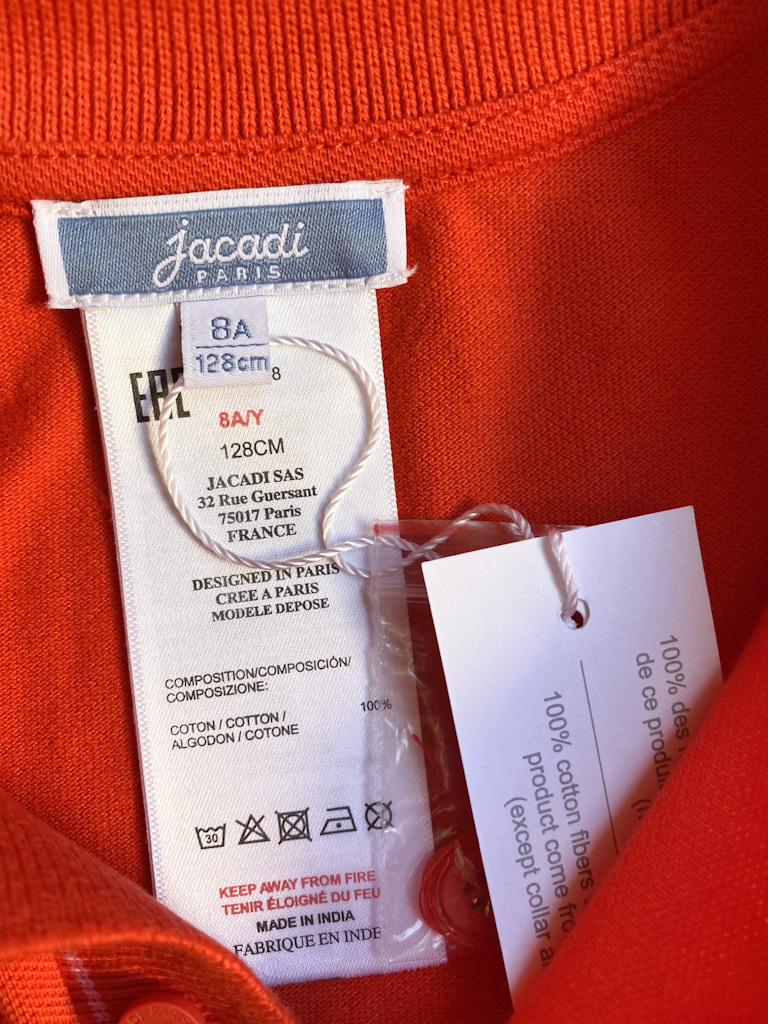 jacadi
PARIS
8A
128cm
8
8A/Y
128CM
JACADI SAS
32 Rue Guersant
75017 Paris
FRANCE
DESIGNED IN PARIS
CREE A PARIS
MODELE DEPOSE
COMPOSITION/COMPOSICIÓN/
COMPOSIZIONE:
100%
COTON / COTTON /
ALGODON / COTONE
30
KEEP AWAY FROM FIRE
TENIR ÉLOIGNÉ DU FEU
MADE IN INDIA
FABRIQUE EN INDE
100% des
de ce produi
100% cotton fibers
product come fro
(except collar